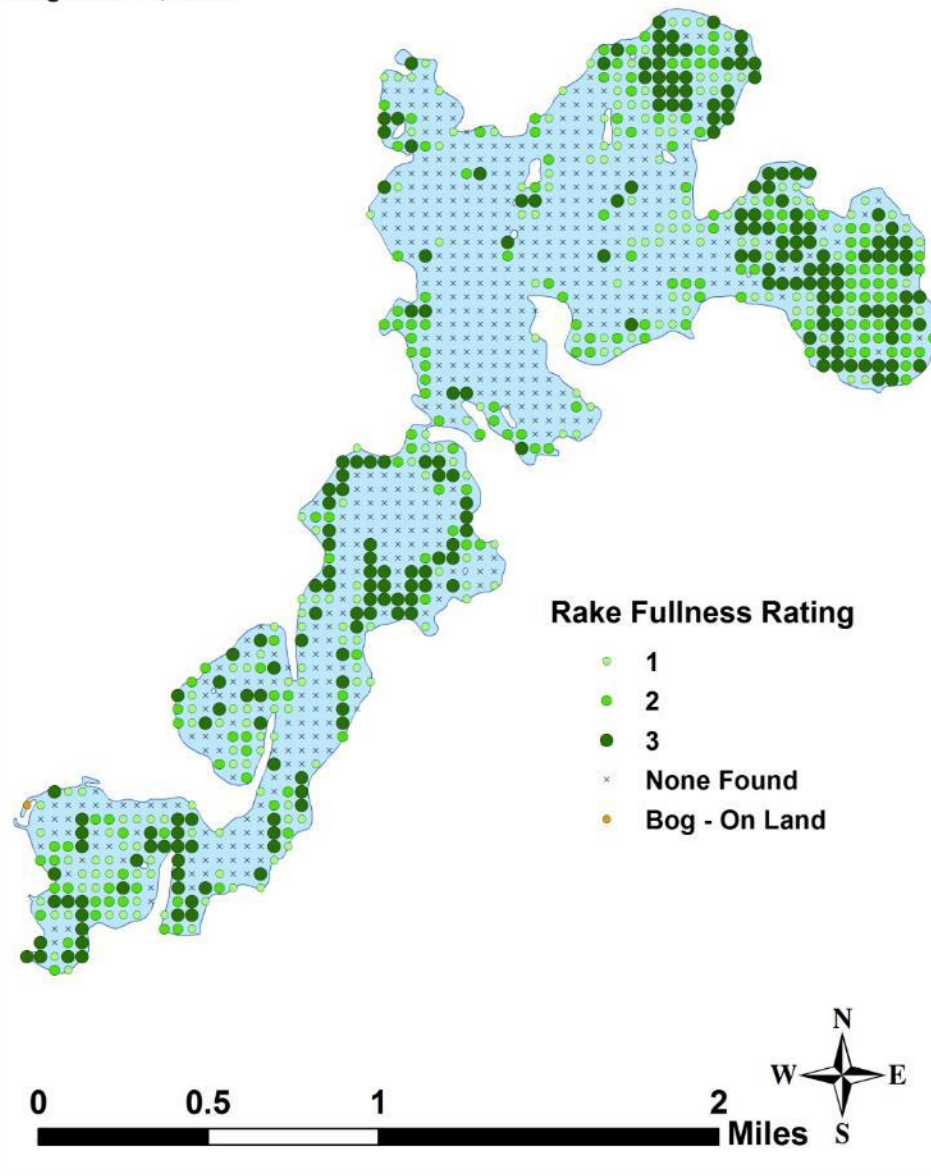 Rake Fullness Rating
1
2
3
None Found
Bog - On Land
N
W E
S
0 0.5 1 2
Miles